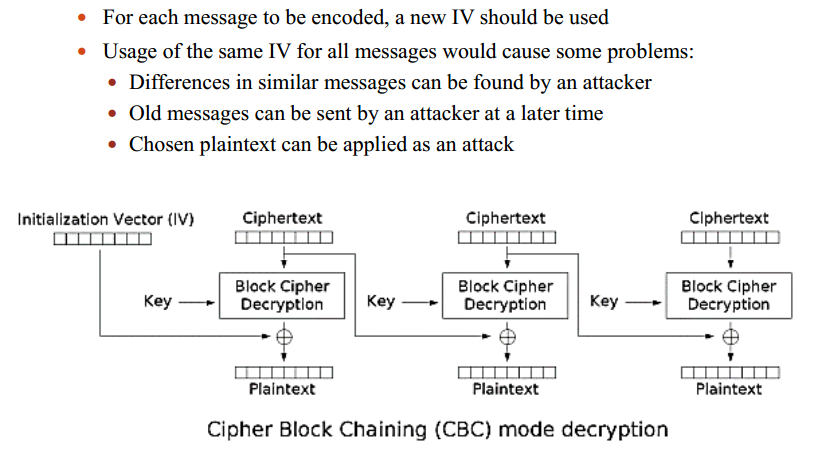 For each message to be encoded, a new IV should be used
Usage of the same IV for all messages would cause some problems:
Differences in similar messages can be found by an attacker
Old messages can be sent by an attacker at a later time
Chosen plaintext can be applied as an attack
Initialization Vector (IV)
Ciphertext
Ciphertext
Ciphertext
Key
Block Cipher
Decryption
Key
Block Cipher
Decryption
Key
Block Cipher
Decryption
Plaintext
Plaintext
Plaintext
Cipher Block Chaining (CBC) mode decryption